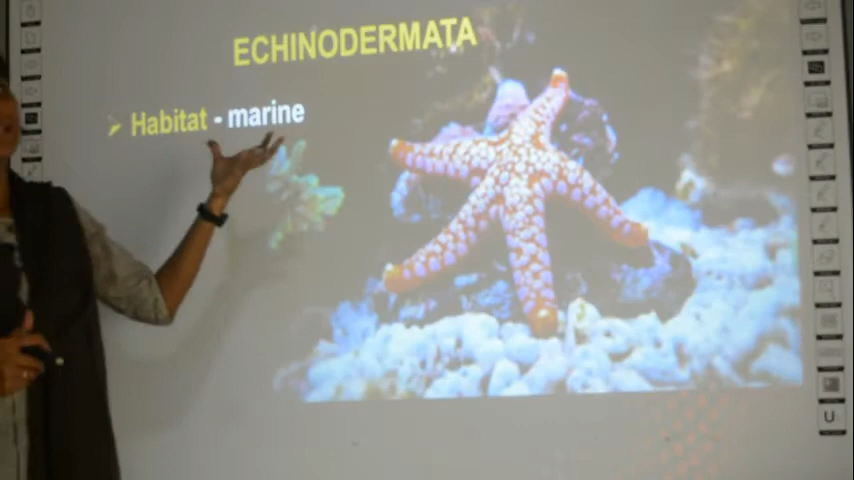 ECHINODERMATA
➢ Habitat - marine
U